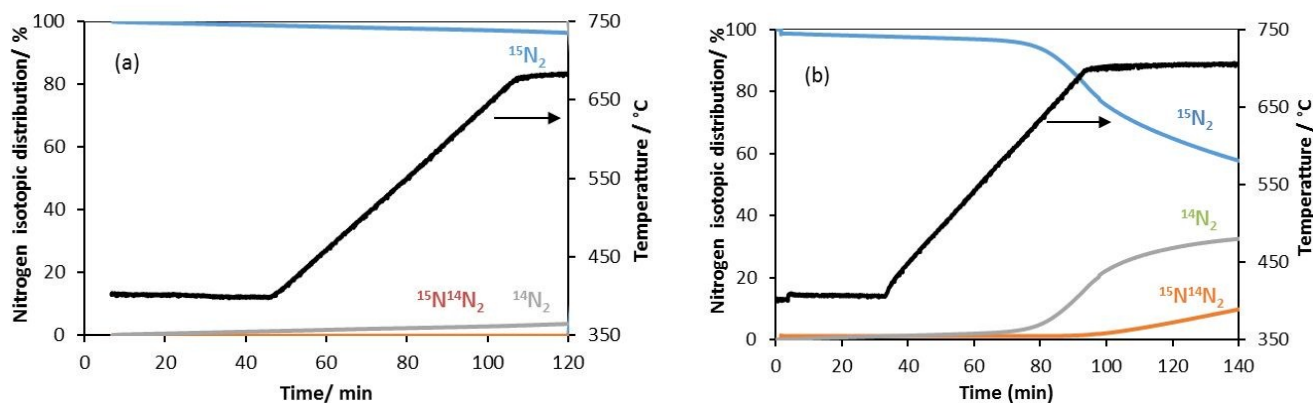 (a)
Nitrogen isotopic distribution/ %
100
80
60
40
20
0
¹⁵N₂
¹⁵N¹⁴N₂
¹⁴N₂
750
650
550
450
350
Temperatture / °C
0 20 40 60 80 100 120
Time/ min
(b)
Nitrogen isotopic distribution/ %
100
80
60
40
20
0
¹⁵N₂
¹⁴N₂
¹⁵N¹⁴N₂
750
650
550
450
350
Temperatture / °C
0 20 40 60 80 100 120 140
Time (min)